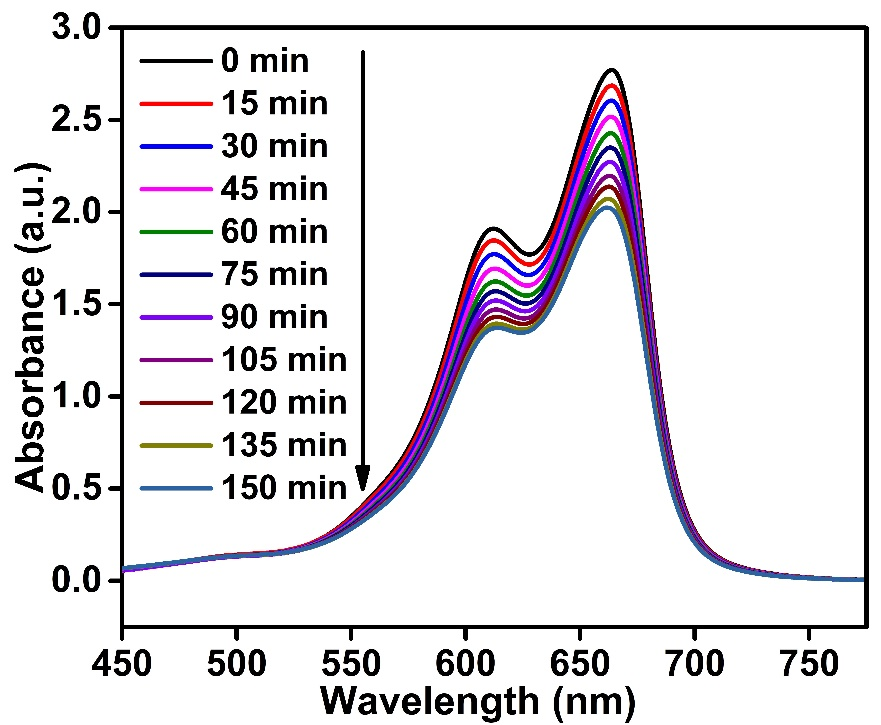 3.0
2.5
2.0
1.5
1.0
0.5
0.0
Absorbance (a.u.)
0 min
15 min
30 min
45 min
60 min
75 min
90 min
105 min
120 min
135 min
150 min
450 500 550 600 650 700 750
Wavelength (nm)